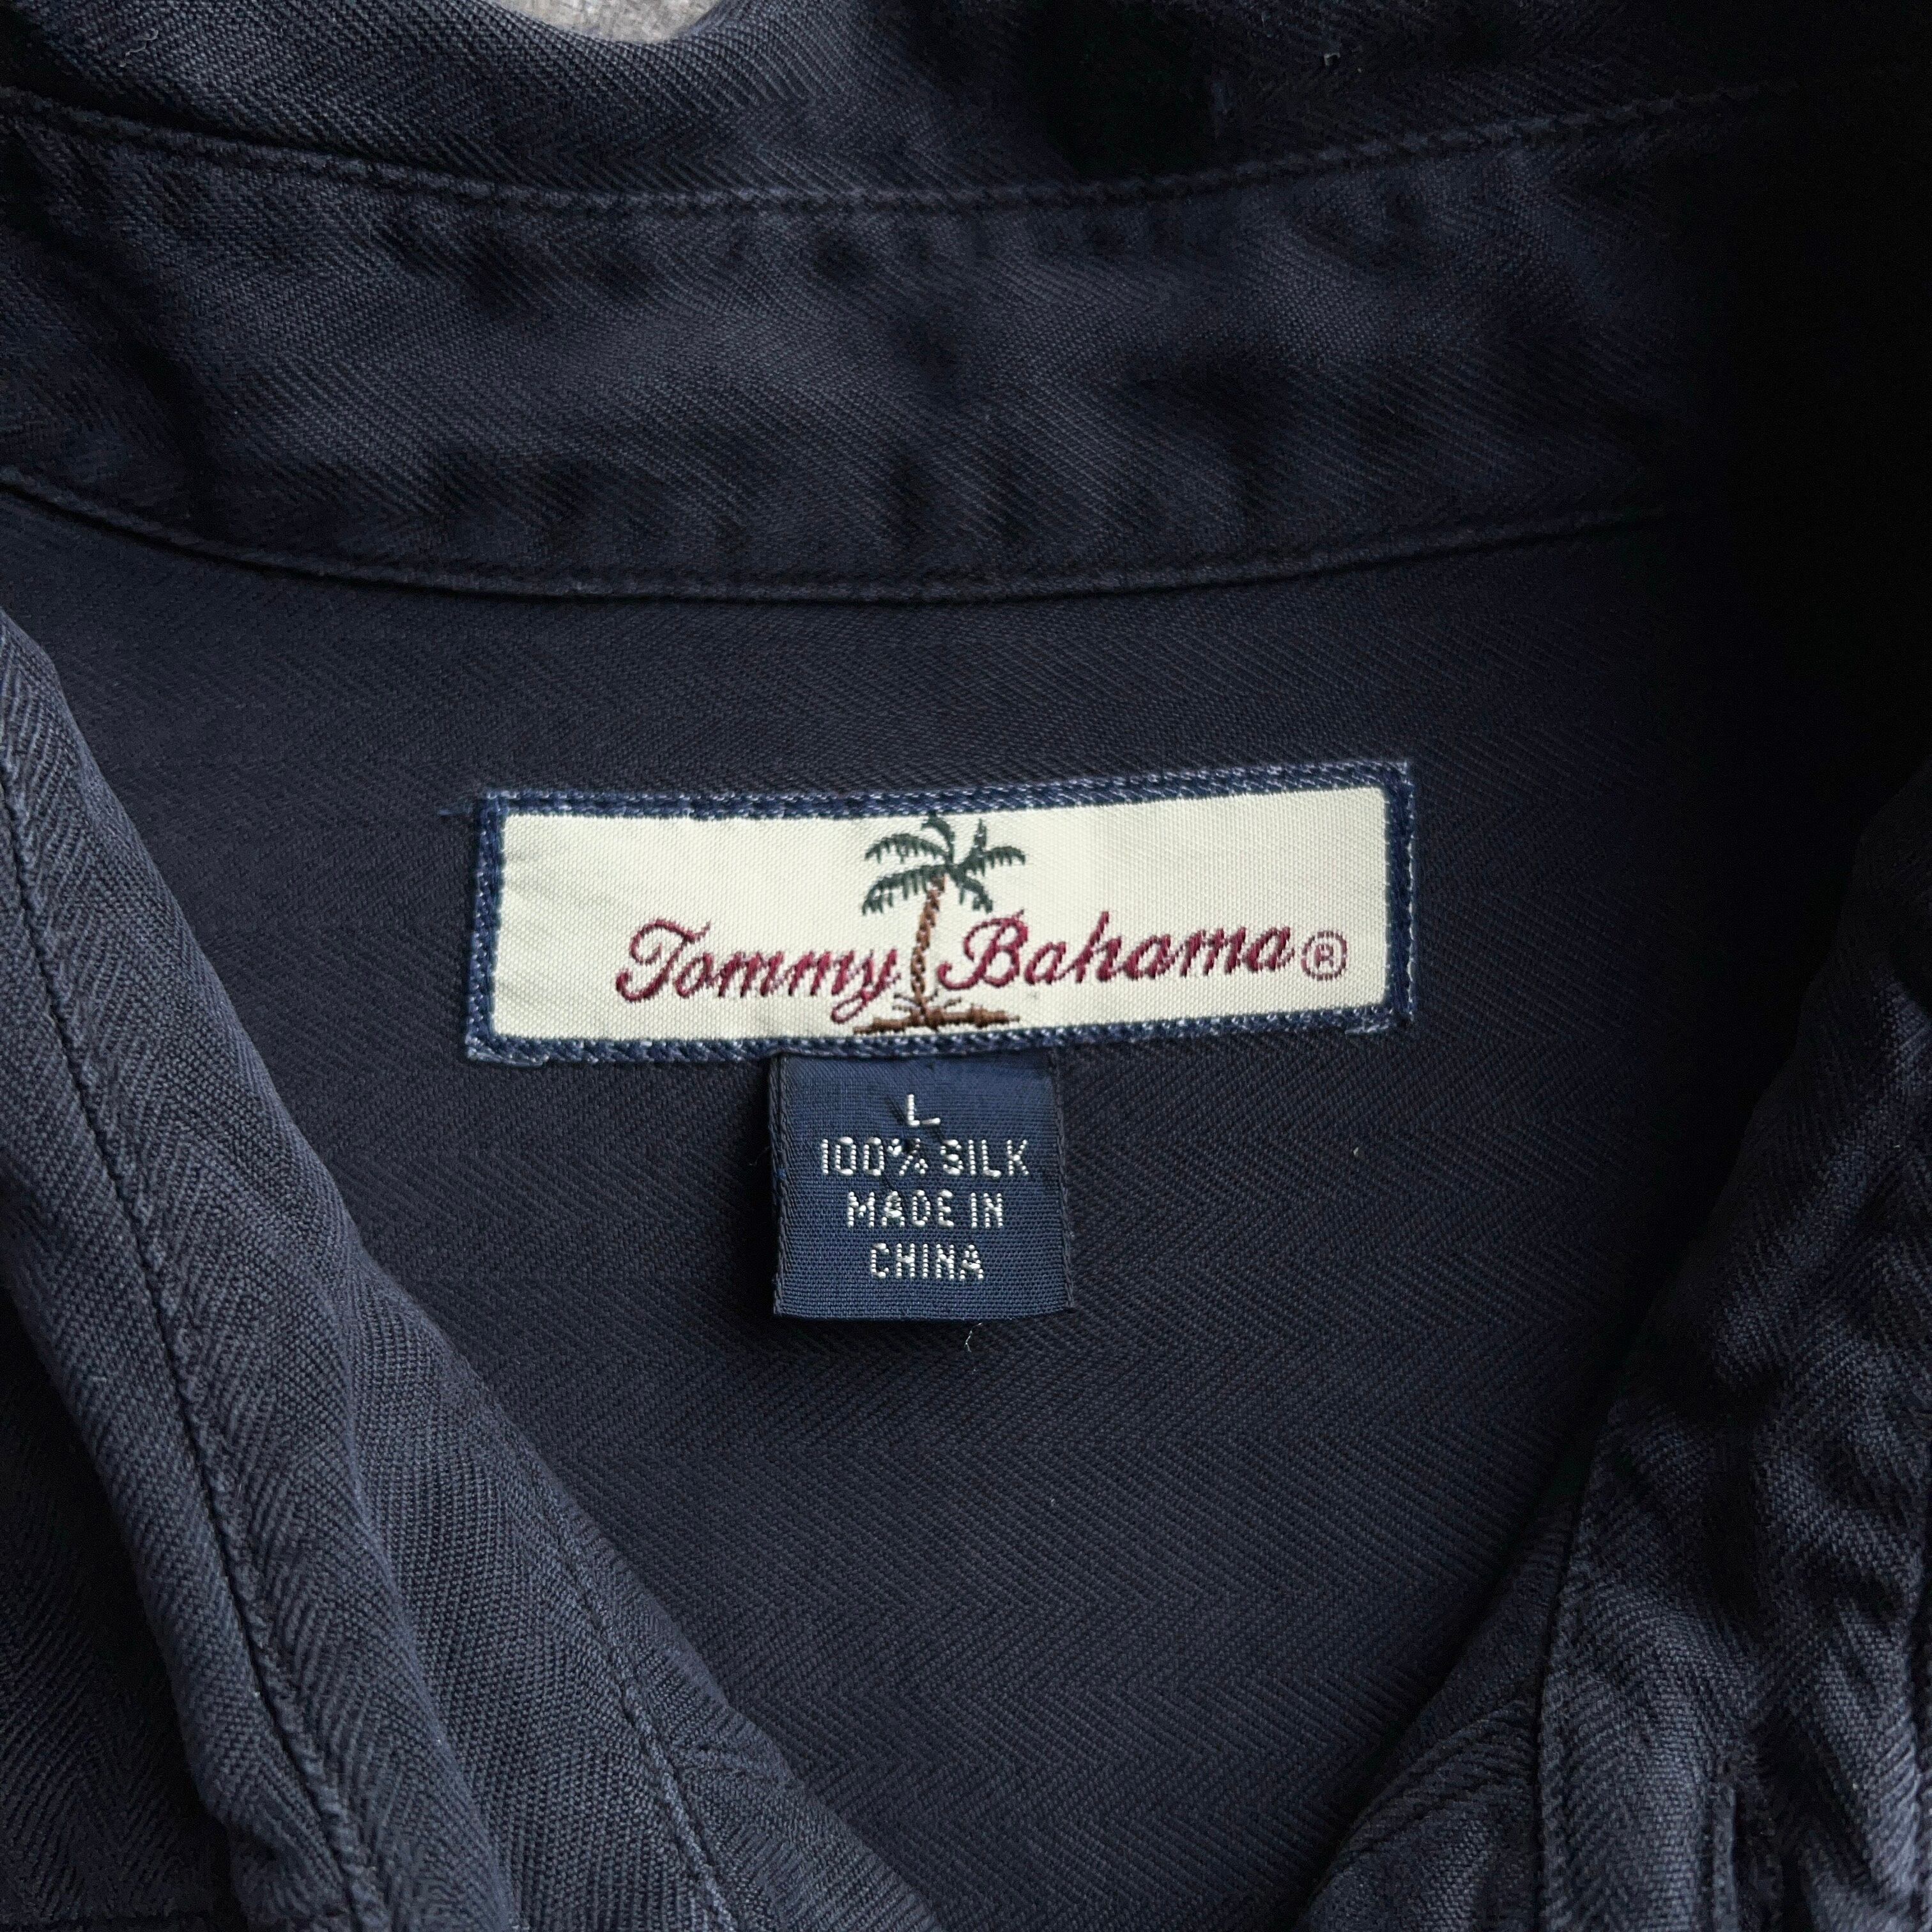 Tommy Bahama®
L
100% SILK
MADE IN
CHINA